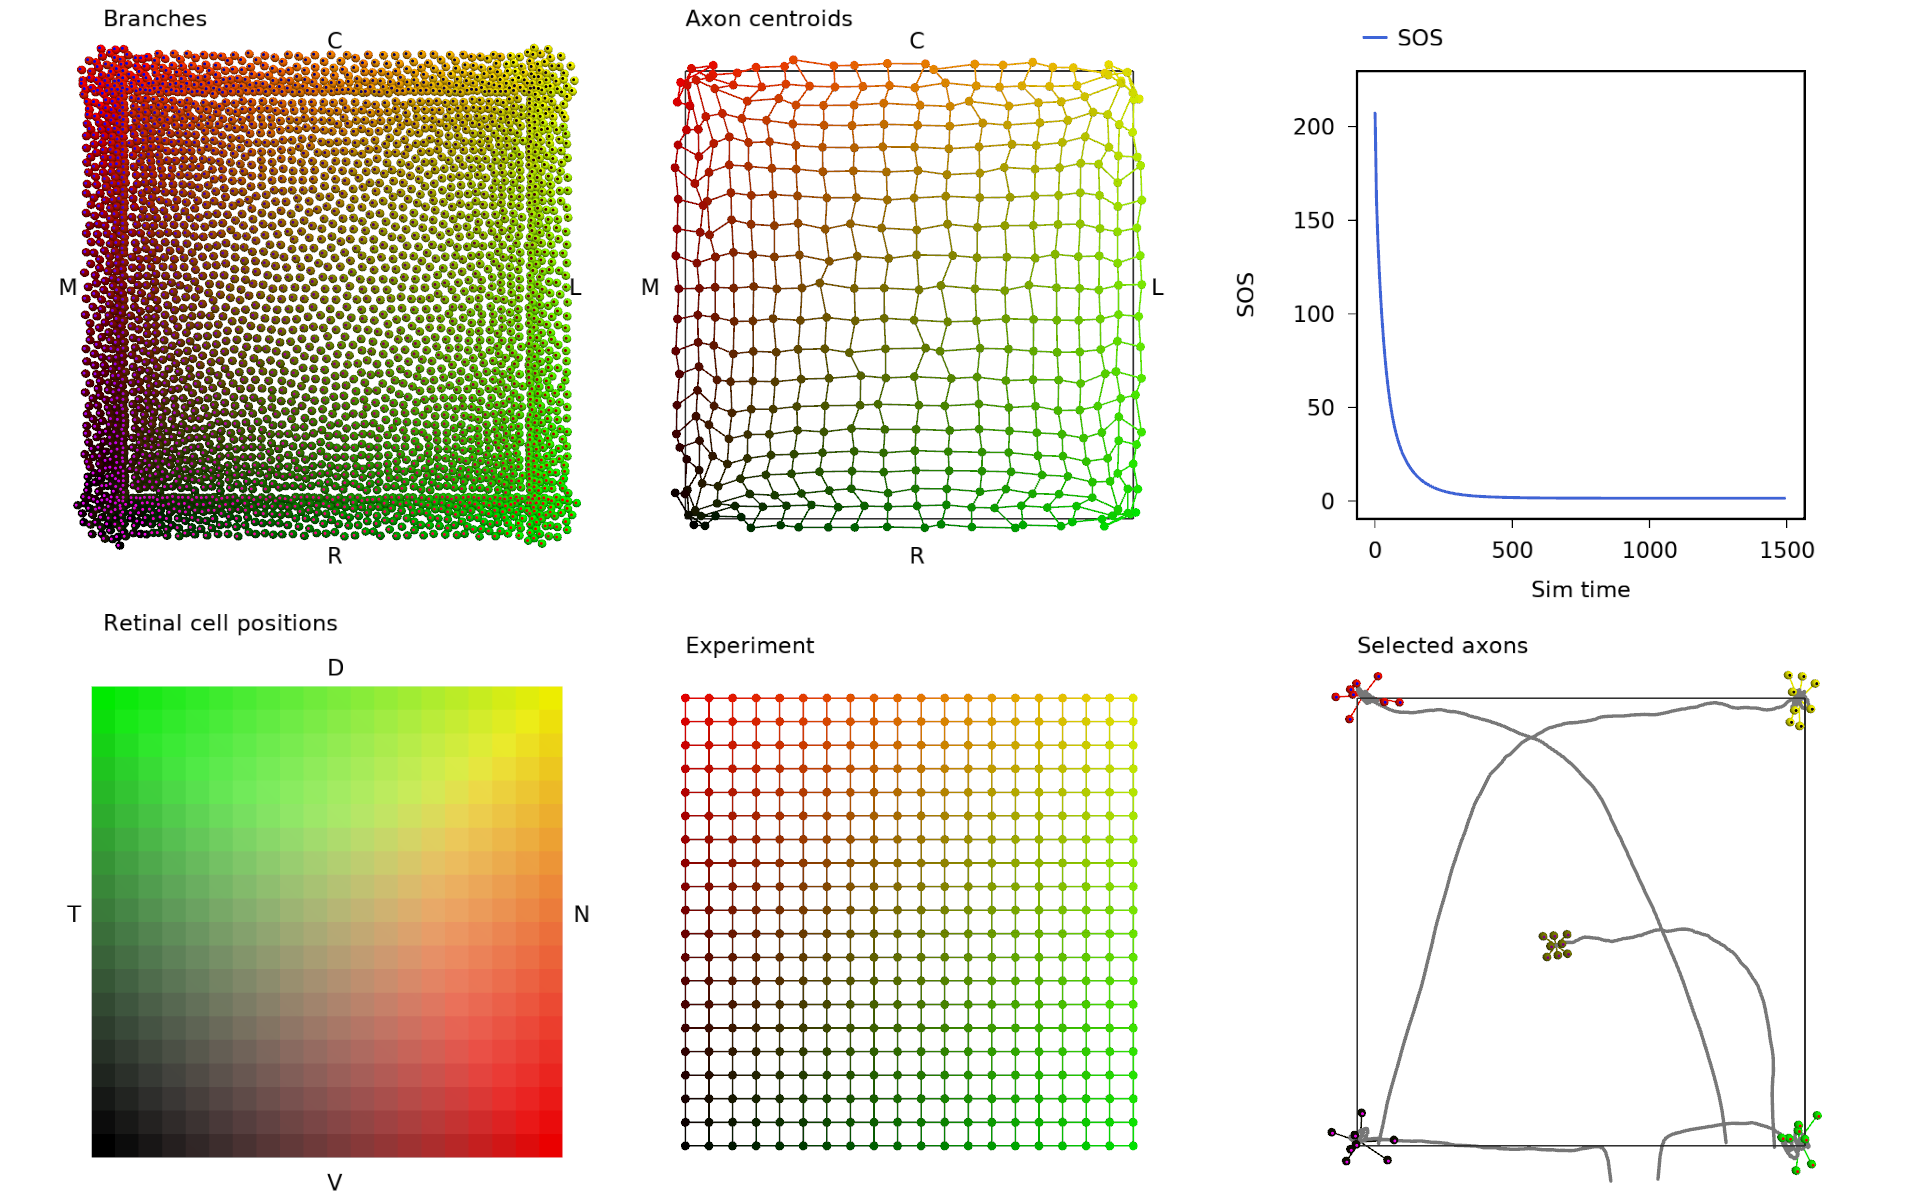 Branches
C
M
L
R
Axon centroids
C
M
L
R
SOS
SOS
200
150
100
50
0
0 500 1000 1500
Sim time
Retinal cell positions
D
T
N
V
Experiment
Selected axons